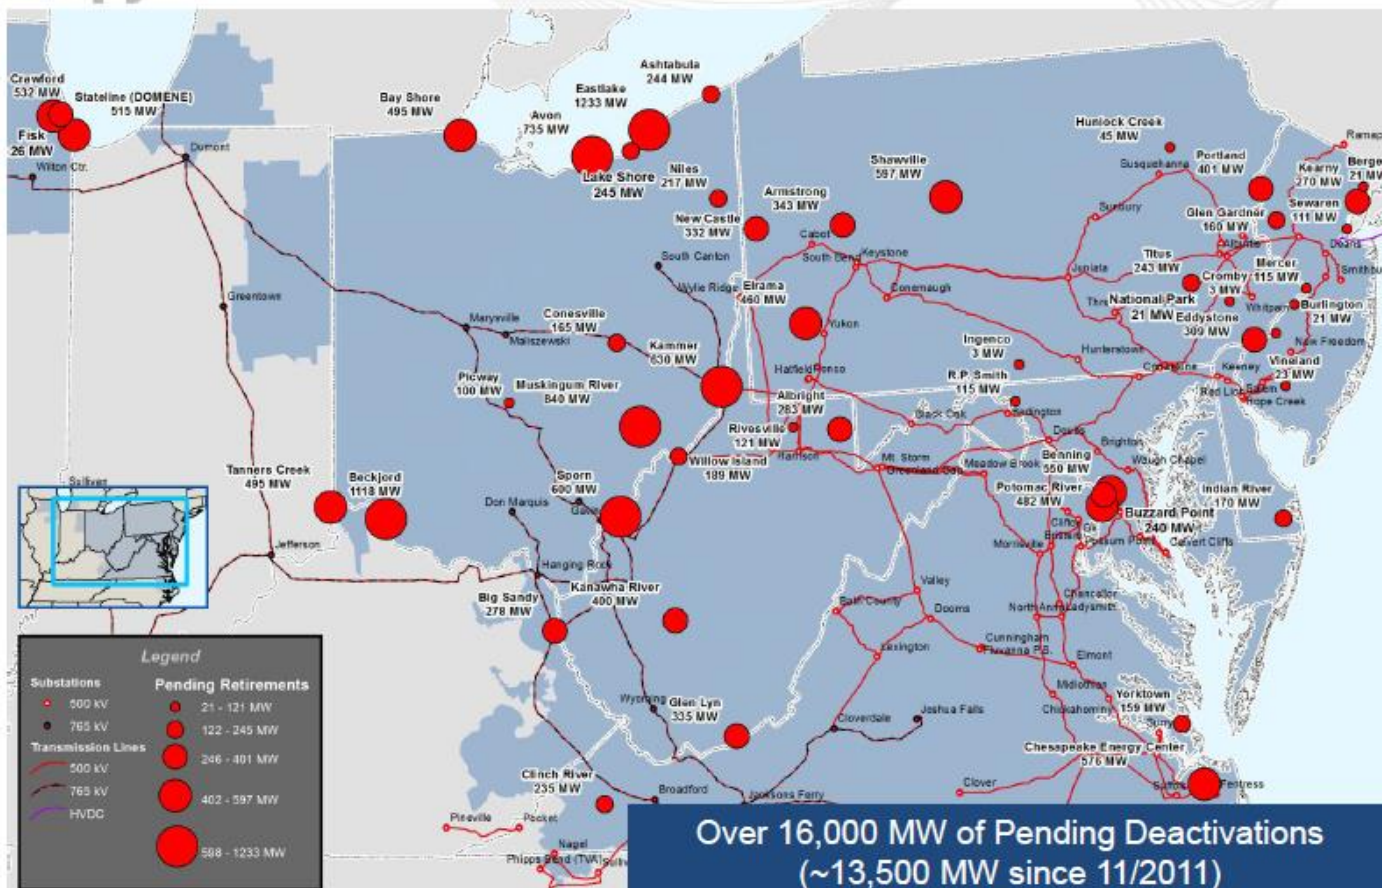 Crawford
532 MW
Stateline (DOMENE)
515 MW
Fisk
26 MW
Wilton Ctr.
Dumont
Bay Shore
495 MW
Avon
735 MW
Eastlake
1233 MW
Ashtabula
244 MW
Lake Shore
245 MW
Niles
217 MW
New Castle
332 MW
Armstrong
343 MW
Shawville
597 MW
Hunlock Creek
45 MW
Susquehanna
Portland
401 MW
Kearny
270 MW
Sewaren
111 MW
21 MW
Glen Gardner
160 MW
Sunbury
Titus
243 MW
Cromby
3 MW
Mercer
115 MW
Deans
National Park
21 MW
Eddystone
309 MW
Burlington
21 MW
New Freedom
Vineland
23 MW
Juniata
Cabot
South Bend
Keystone
Conemaugh
South Canton
Wylie Ridge
Elrama
460 MW
Yukon
Hunterstown
Keeney
Salem
Hope Creek
Greentown
Marysville
Maliszewski
Conesville
165 MW
Kammer
630 MW
Picway
100 MW
Muskingum River
840 MW
Hatfield
Ronco
Ingenco
3 MW
R.P. Smith
115 MW
Albright
283 MW
Rivosville
121 MW
Harrison
Black Oak
Doubs
Brighton
Waugh Chapel
Willow Island
189 MW
Mt. Storm
Meadow Brook
Benning
550 MW
Potomac River
482 MW
Buzzard Point
240 MW
Indian River
170 MW
Calvert Cliffs
Possum Point
Morrisville
Tanners Creek
495 MW
Beckjord
1118 MW
Sporn
600 MW
Don Marquis
Sullivan
Jefferson
Hanging Rock
Kanawha River
400 MW
Big Sandy
278 MW
Valley
Bath County
Dooms
Lexington
Chancellor
North Anna
Ladysmith
Cunningham
Fluvanna P.S.
Elmont
Midlothian
Chickahominy
Yorktown
159 MW
Surry
Wyoming
Glen Lyn
335 MW
Cloverdale
Joshua Falls
Chesapeake Energy Center
576 MW
Fentress
Clover
Clinch River
235 MW
Broadford
Jacksons Ferry
Pineville
Pocket
Nagel
Phipps Bend (TVA)
Legend
Substations
500 kV
765 kV
Transmission Lines
500 kV
765 kV
HVDC
Pending Retirements
21 - 121 MW
122 - 245 MW
246 - 401 MW
402 - 597 MW
598 - 1233 MW
Over 16,000 MW of Pending Deactivations
(~13,500 MW since 11/2011)